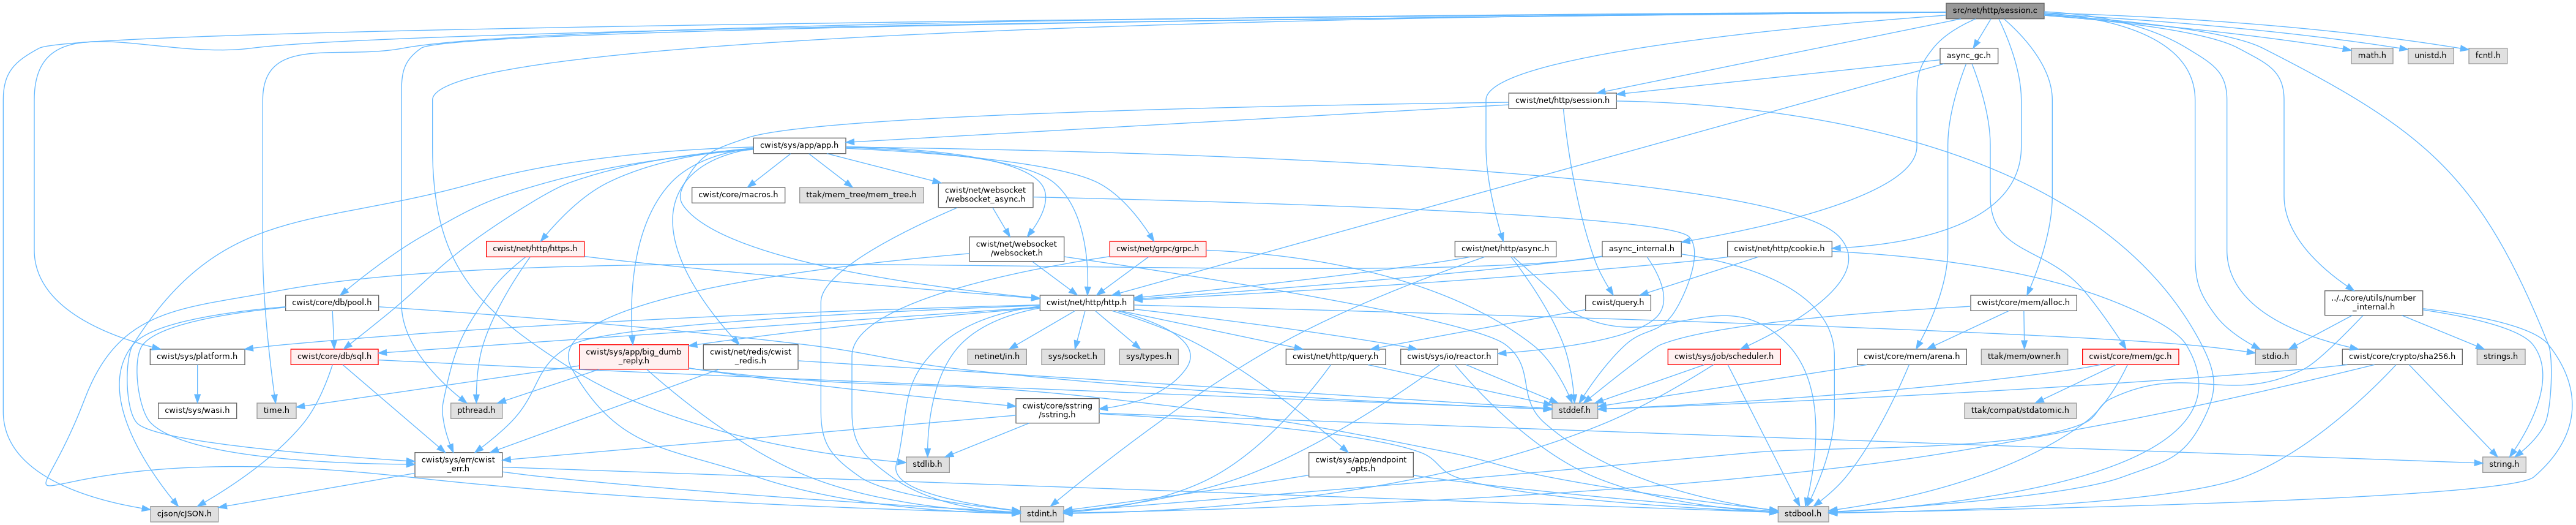 src/net/http/session.c
async_gc.h
math.h
unistd.h
fcntl.h
cwist/net/http/session.h
cwist/sys/app/app.h
cwist/core/macros.h
ttak/mem_tree/mem_tree.h
cwist/net/websocket
/websocket_async.h
cwist/net/http/https.h
cwist/net/websocket
/websocket.h
cwist/net/grpc/grpc.h
cwist/net/http/async.h
async_internal.h
cwist/net/http/cookie.h
cwist/core/db/pool.h
cwist/net/http/http.h
cwist/query.h
cwist/core/mem/alloc.h
../../core/utils/number
_internal.h
cwist/sys/platform.h
cwist/core/db/sql.h
cwist/sys/app/big_dumb
_reply.h
cwist/net/redis/cwist
_redis.h
netinet/in.h
sys/socket.h
sys/types.h
cwist/net/http/query.h
cwist/sys/io/reactor.h
cwist/sys/job/scheduler.h
cwist/core/mem/arena.h
ttak/mem/owner.h
cwist/core/mem/gc.h
stdio.h
cwist/core/crypto/sha256.h
strings.h
cwist/sys/wasi.h
time.h
pthread.h
cwist/core/sstring
/sstring.h
stddef.h
ttak/compat/stdatomic.h
cwist/sys/err/cwist
_err.h
stdlib.h
cwist/sys/app/endpoint
_opts.h
string.h
cjson/cJSON.h
stdint.h
stdbool.h